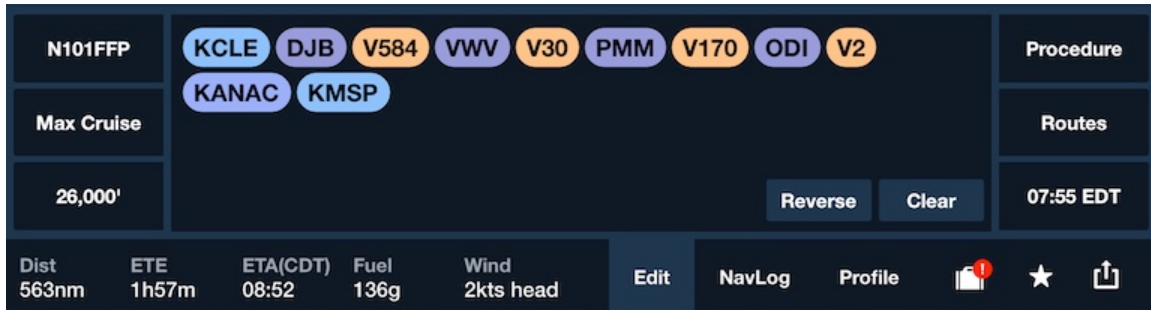 N101FFP
Max Cruise
26,000'
KCLE DJB V584 VWV V30 PMM V170 ODI V2
KANAC KMSP
Reverse Clear
Procedure
Routes
07:55 EDT
Dist ETE ETA(CDT) Fuel Wind
563nm 1h57m 08:52 136g 2kts head
Edit NavLog Profile !